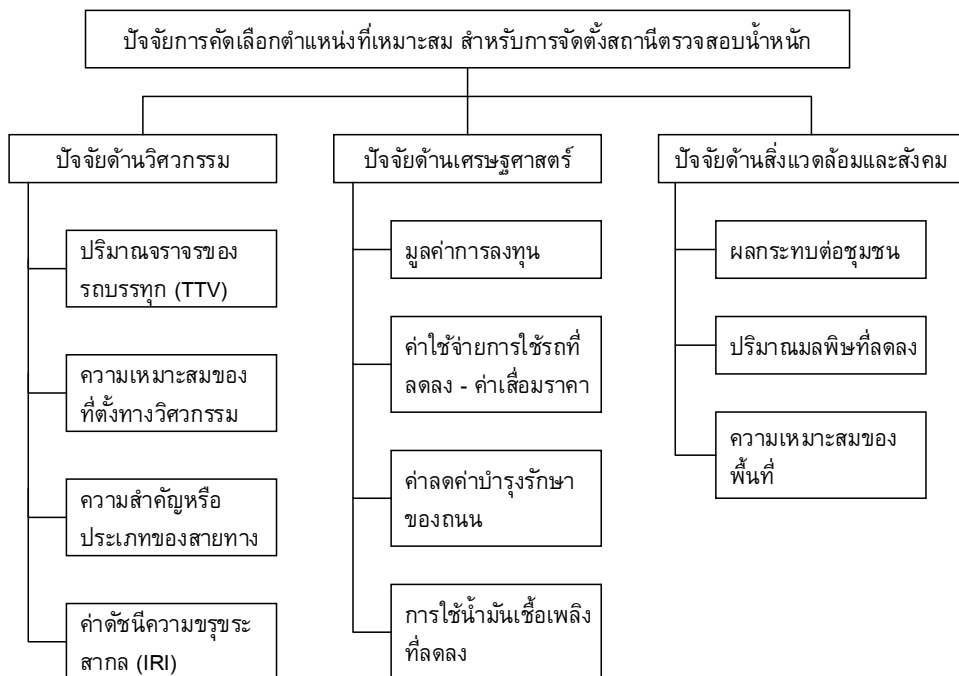 ปัจจัยการคัดเลือกตำแหน่งที่เหมาะสม สำหรับการจัดตั้งสถานีตรวจสอบน้ำหนัก
ปัจจัยด้านวิศวกรรม
ปริมาณจราจรของ
รถบรรทุก (TTV)
ความเหมาะสมของ
ที่ตั้งทางวิศวกรรม
ความสำคัญหรือ
ประเภทของสายทาง
ค่าดัชนีความขรุขระ
สากล (IRI)
ปัจจัยด้านเศรษฐศาสตร์
มูลค่าการลงทุน
ค่าใช้จ่ายการใช้รถที่
ลดลง - ค่าเสื่อมราคา
ค่าลดค่าบำรุงรักษา
ของถนน
การใช้น้ำมันเชื้อเพลิง
ที่ลดลง
ปัจจัยด้านสิ่งแวดล้อมและสังคม
ผลกระทบต่อชุมชน
ปริมาณมลพิษที่ลดลง
ความเหมาะสมของ
พื้นที่